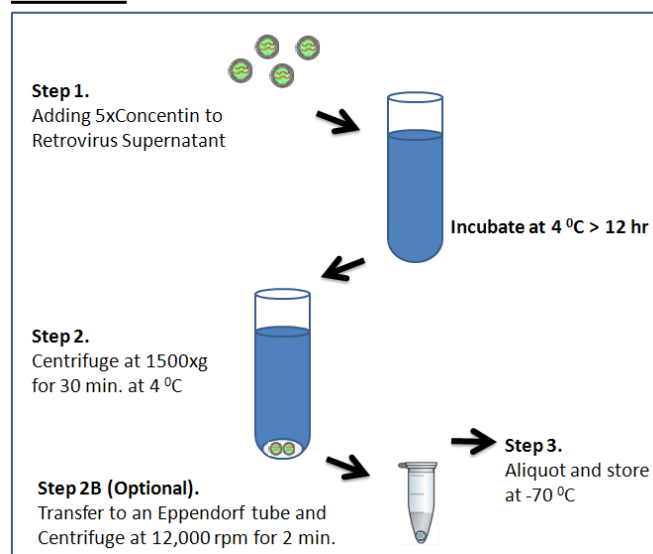 Step 1.
Adding 5xConcentin to
Retrovirus Supernatant
Incubate at 4 ⁰C > 12 hr
Step 2.
Centrifuge at 1500xg
for 30 min. at 4 ⁰C
Step 3.
Aliquot and store
at -70 ⁰C
Step 2B (Optional).
Transfer to an Eppendorf tube and
Centrifuge at 12,000 rpm for 2 min.